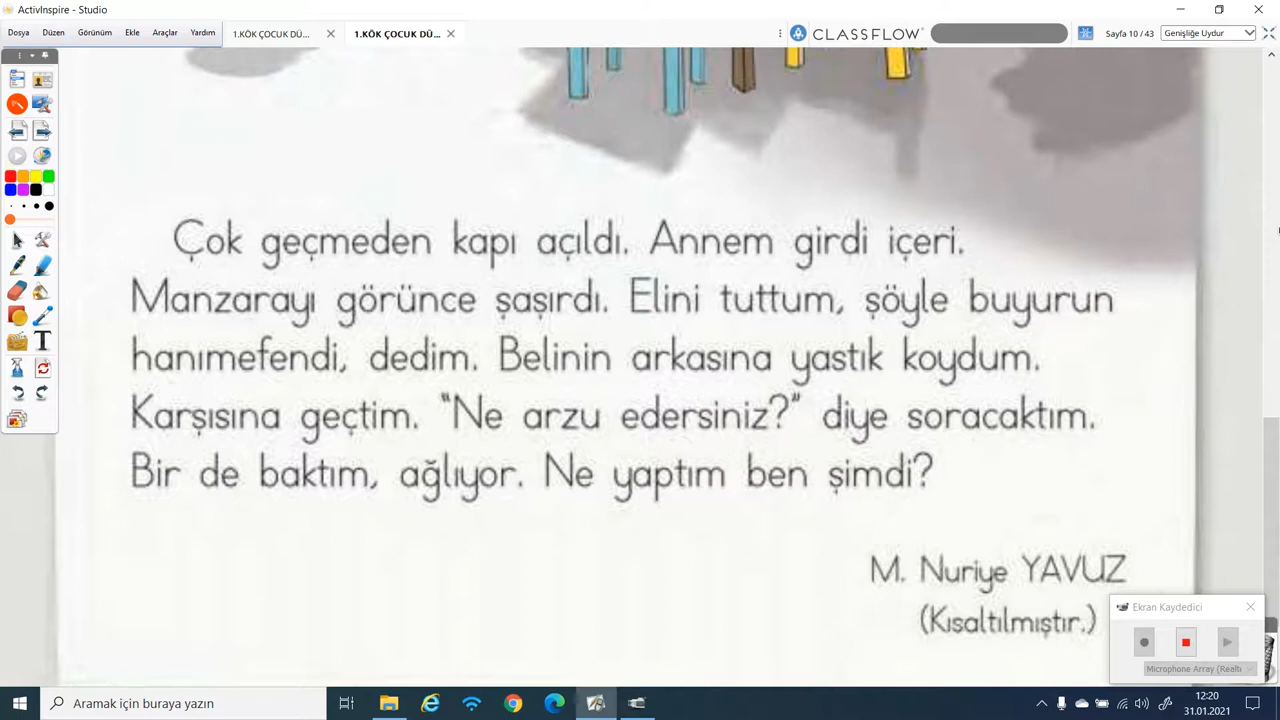 ActivInspire - Studio
Dosya Düzen Görünüm Ekle Araçlar Yardım 1.KÖK ÇOCUK DÜ... 1.KÖK ÇOCUK DÜ... CLASSFLOW Sayfa 10 / 43 Genişliğe Uydur
Çok geçmeden kapı açıldı. Annem girdi içeri.
Manzarayı görünce şaşırdı. Elini tuttum, şöyle buyurun
hanımefendi, dedim. Belinin arkasına yastık koydum.
Karşısına geçtim. "Ne arzu edersiniz?" diye soracaktım.
Bir de baktım, ağlıyor. Ne yaptım ben şimdi?
M. Nuriye YAVUZ
(Kısaltılmıştır.)
Ekran Kaydedici
Microphone Array (Realte
Aramak için buraya yazın
12:20
31.01.2021